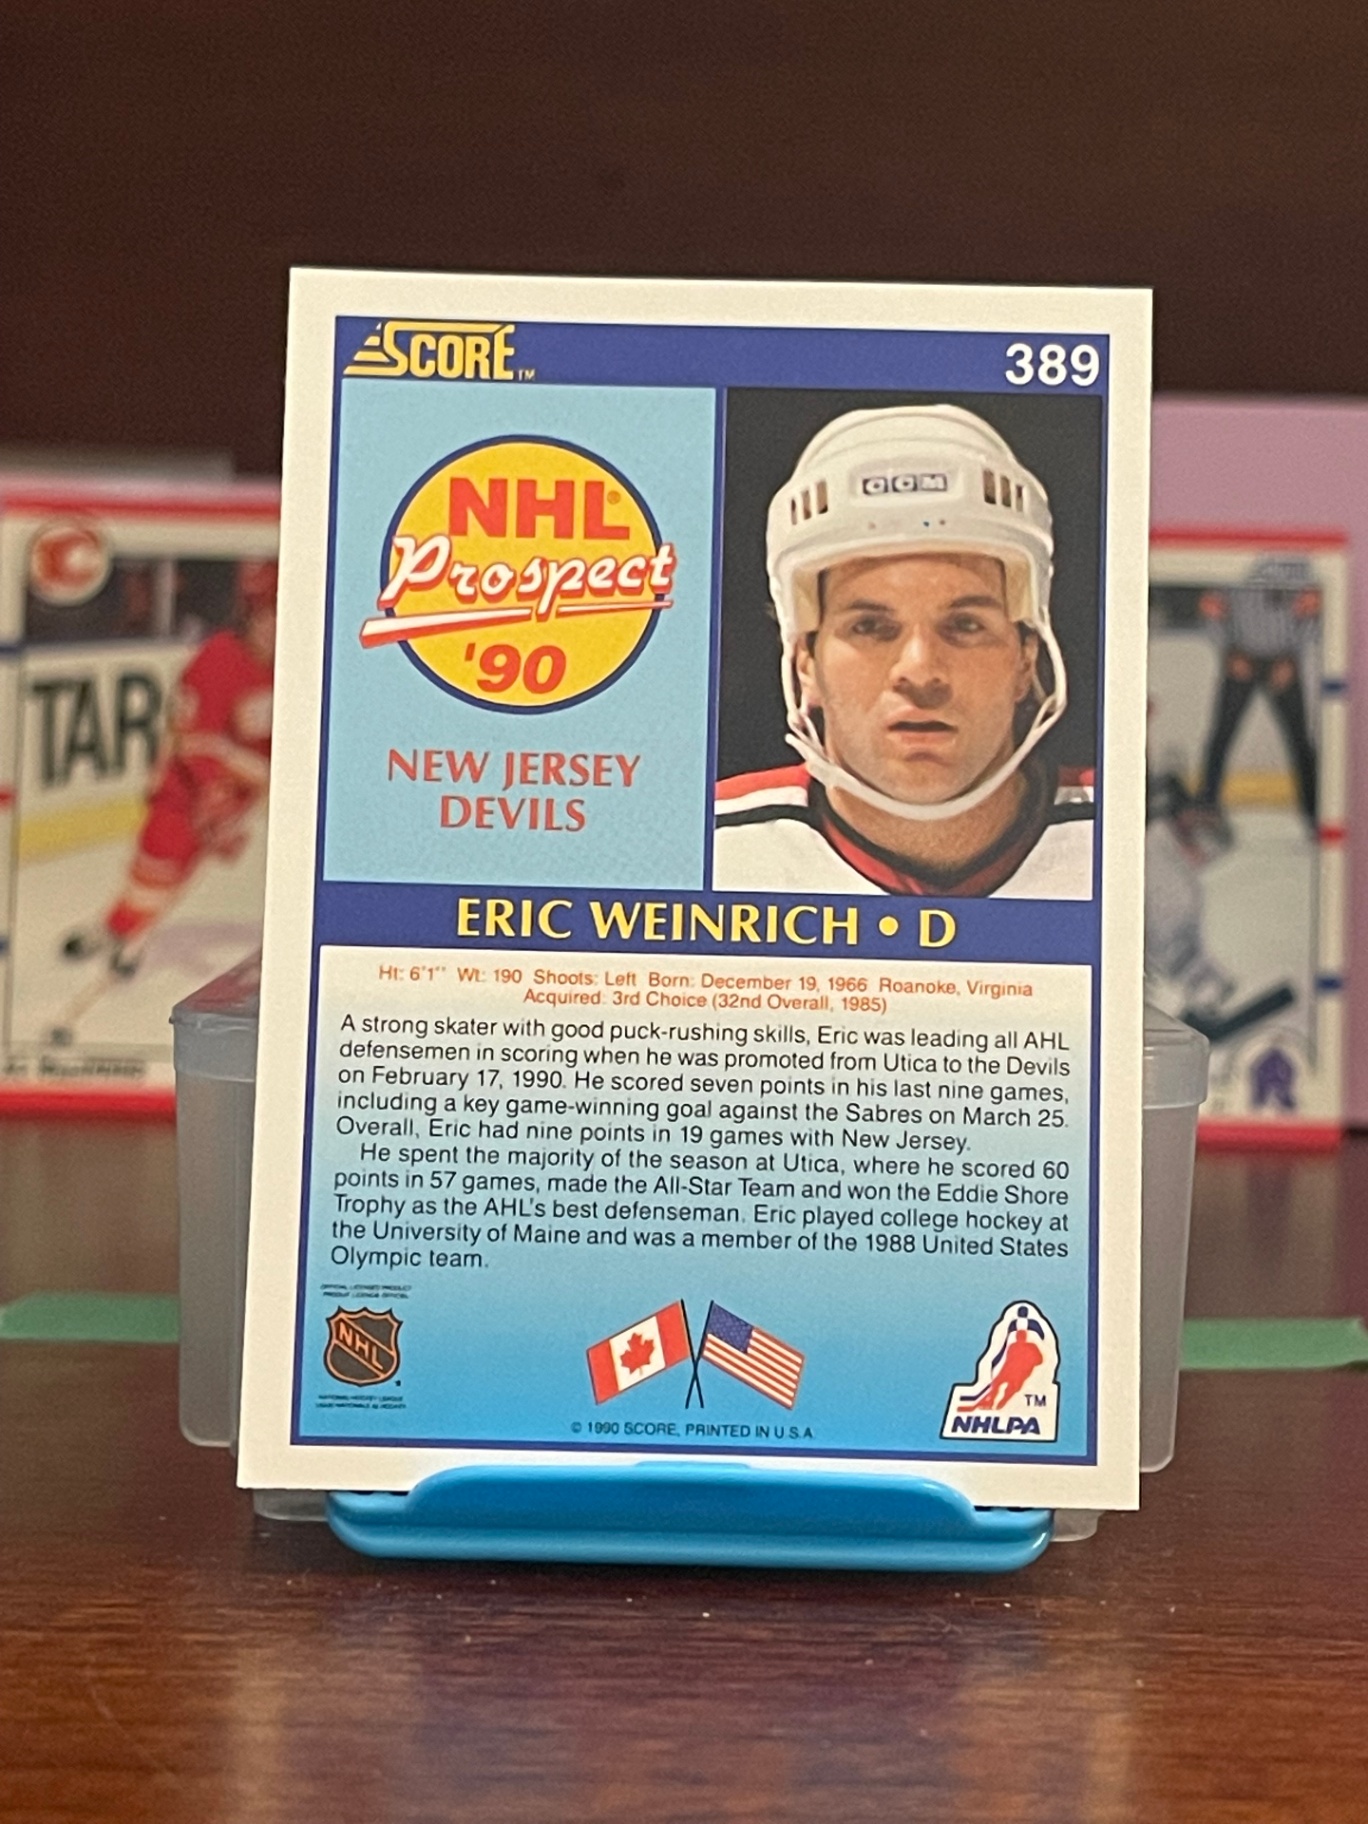 SCORE™
389
CCM
NHL®
Prospect
'90
NEW JERSEY
DEVILS
ERIC WEINRICH • D
Ht: 6'1" Wt: 190 Shoots: Left Born: December 19, 1966 Roanoke, Virginia
Acquired: 3rd Choice (32nd Overall, 1985)
A strong skater with good puck-rushing skills, Eric was leading all AHL
defensemen in scoring when he was promoted from Utica to the Devils
on February 17, 1990. He scored seven points in his last nine games,
including a key game-winning goal against the Sabres on March 25.
Overall, Eric had nine points in 19 games with New Jersey.
He spent the majority of the season at Utica, where he scored 60
points in 57 games, made the All-Star Team and won the Eddie Shore
Trophy as the AHL's best defenseman. Eric played college hockey at
the University of Maine and was a member of the 1988 United States
Olympic team.
NHL
TM
NHLPA
© 1990 SCORE, PRINTED IN U.S.A.
TAR